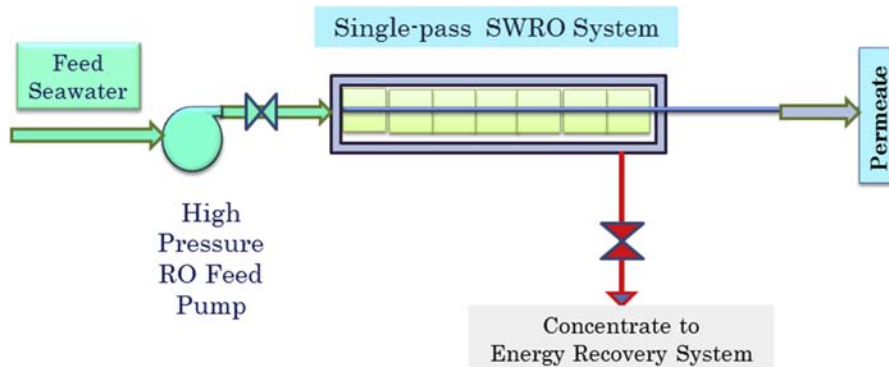 Single-pass SWRO System
Feed
Seawater
Permeate
High
Pressure
RO Feed
Pump
Concentrate to
Energy Recovery System